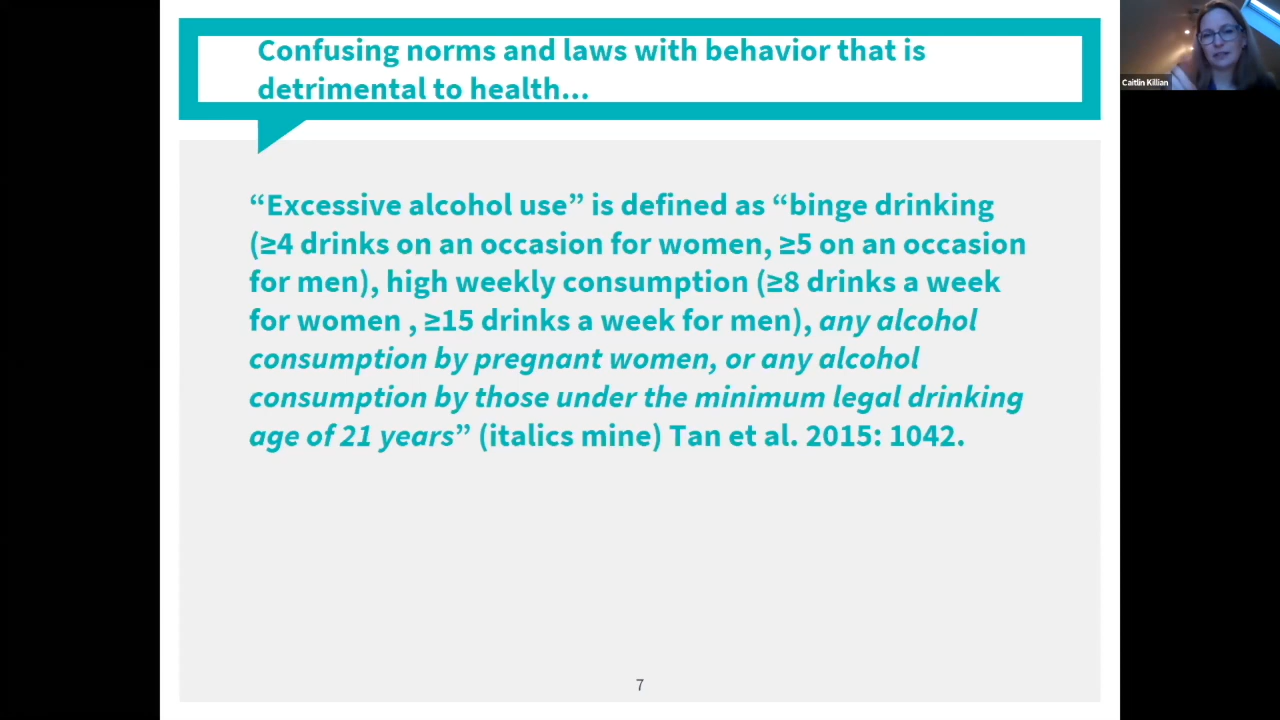 Confusing norms and laws with behavior that is
detrimental to health...
Caitlin Killian
“Excessive alcohol use” is defined as “binge drinking
(≥4 drinks on an occasion for women, ≥5 on an occasion
for men), high weekly consumption (≥8 drinks a week
for women , ≥15 drinks a week for men), any alcohol
consumption by pregnant women, or any alcohol
consumption by those under the minimum legal drinking
age of 21 years” (italics mine) Tan et al. 2015: 1042.
7